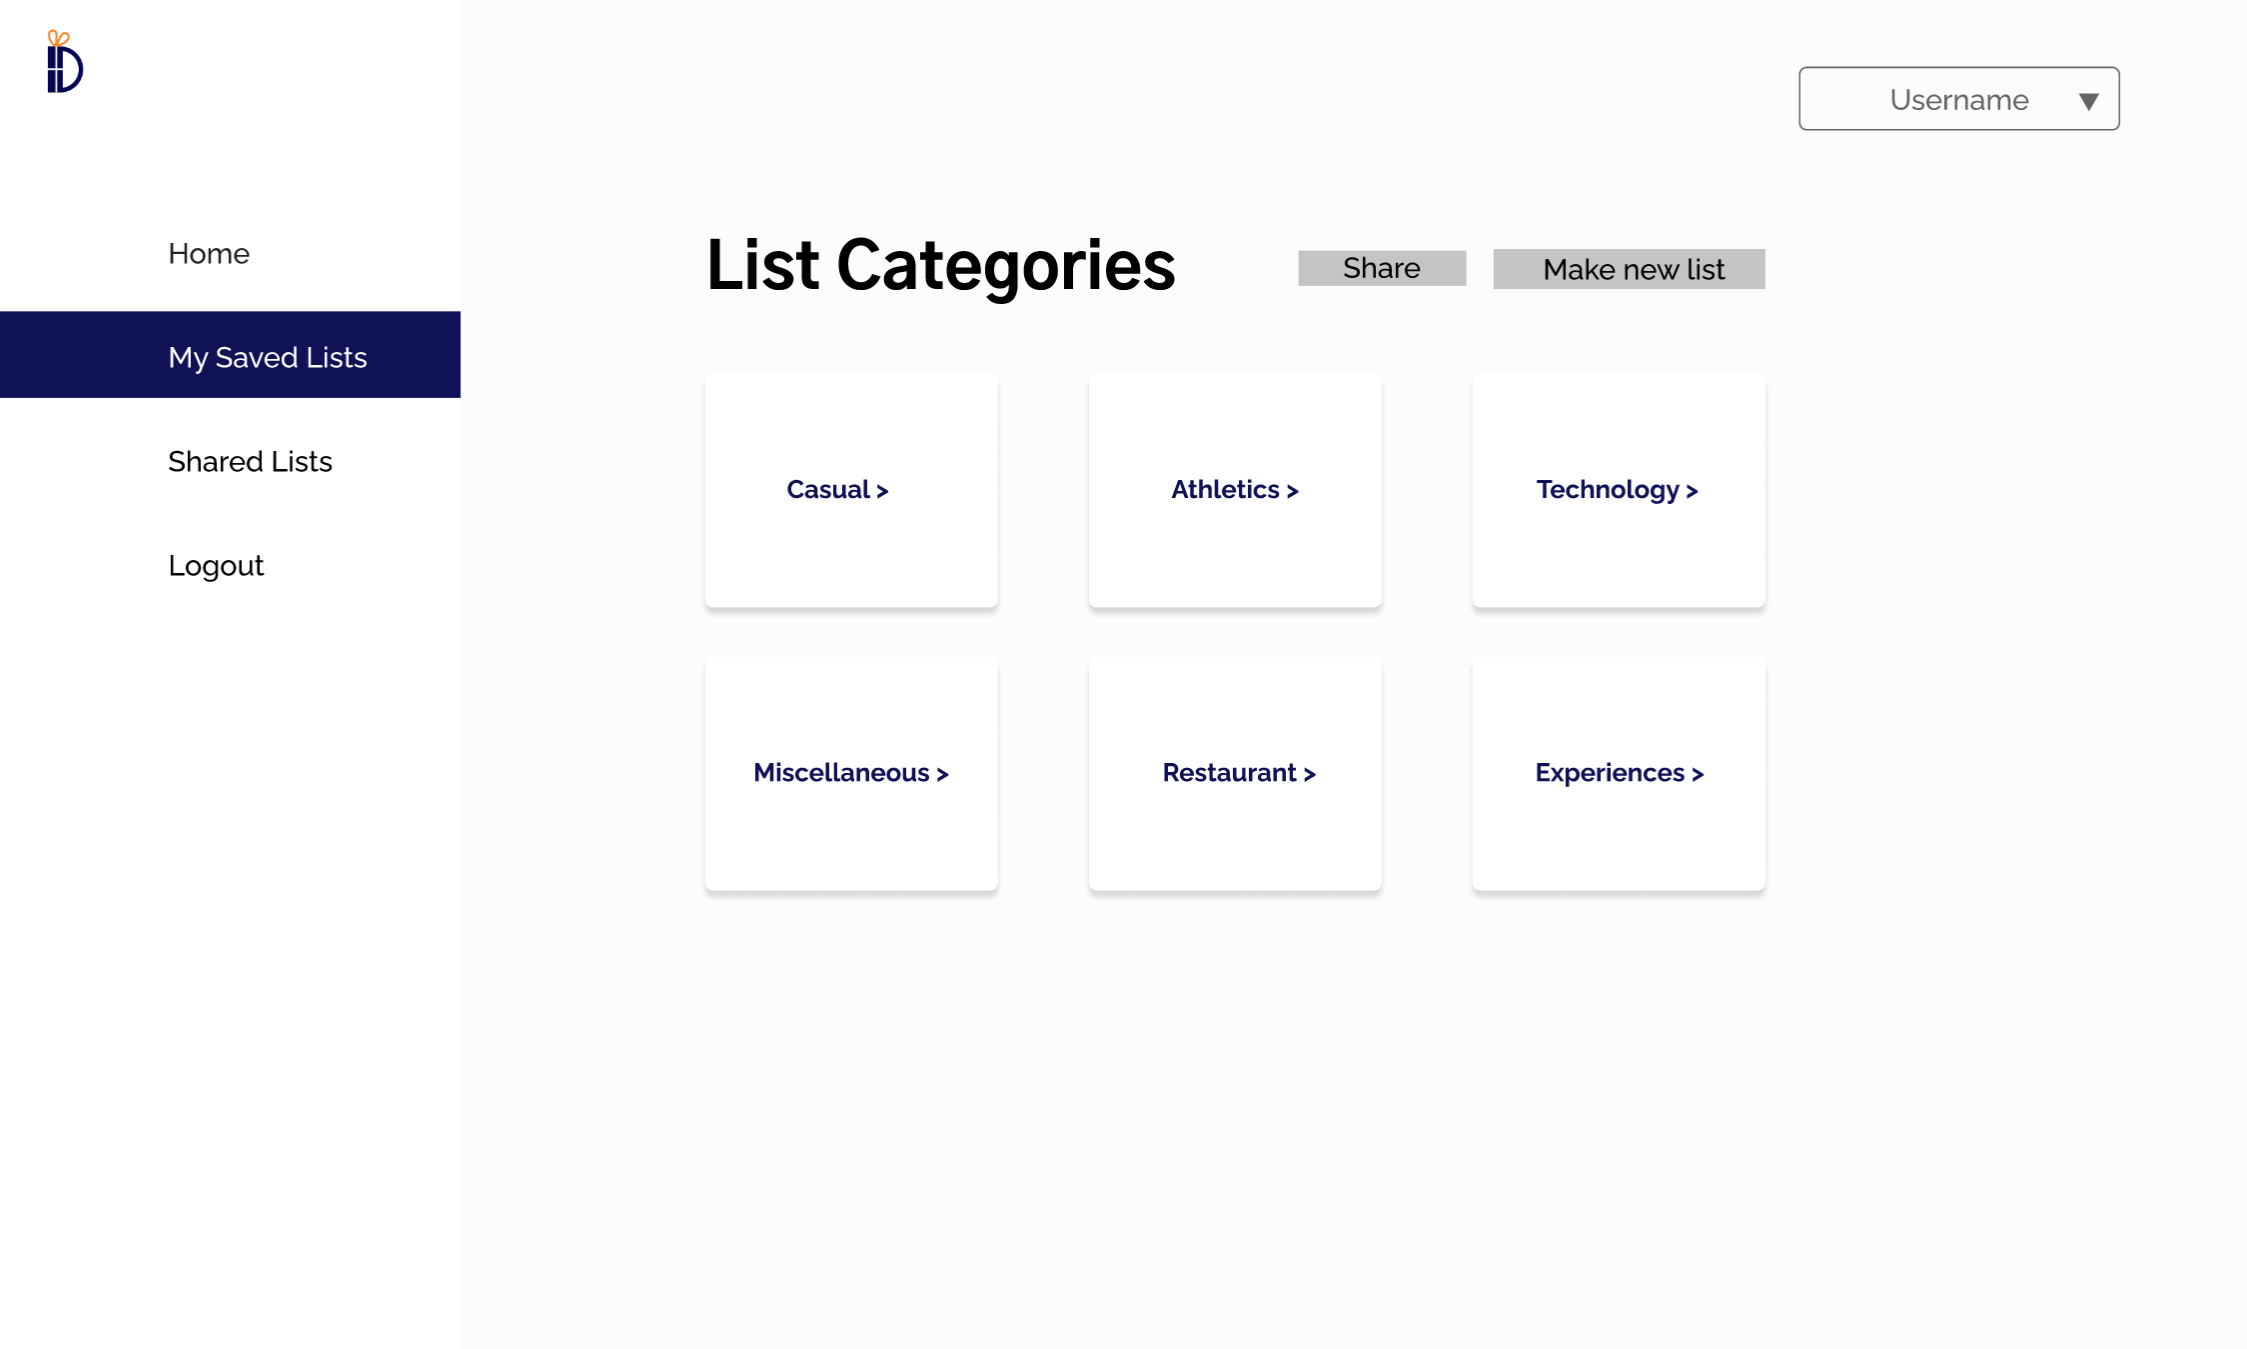 D
Username
Home
My Saved Lists
Shared Lists
Logout
List Categories
Share
Make new list
Casual >
Athletics >
Technology >
Miscellaneous >
Restaurant >
Experiences >